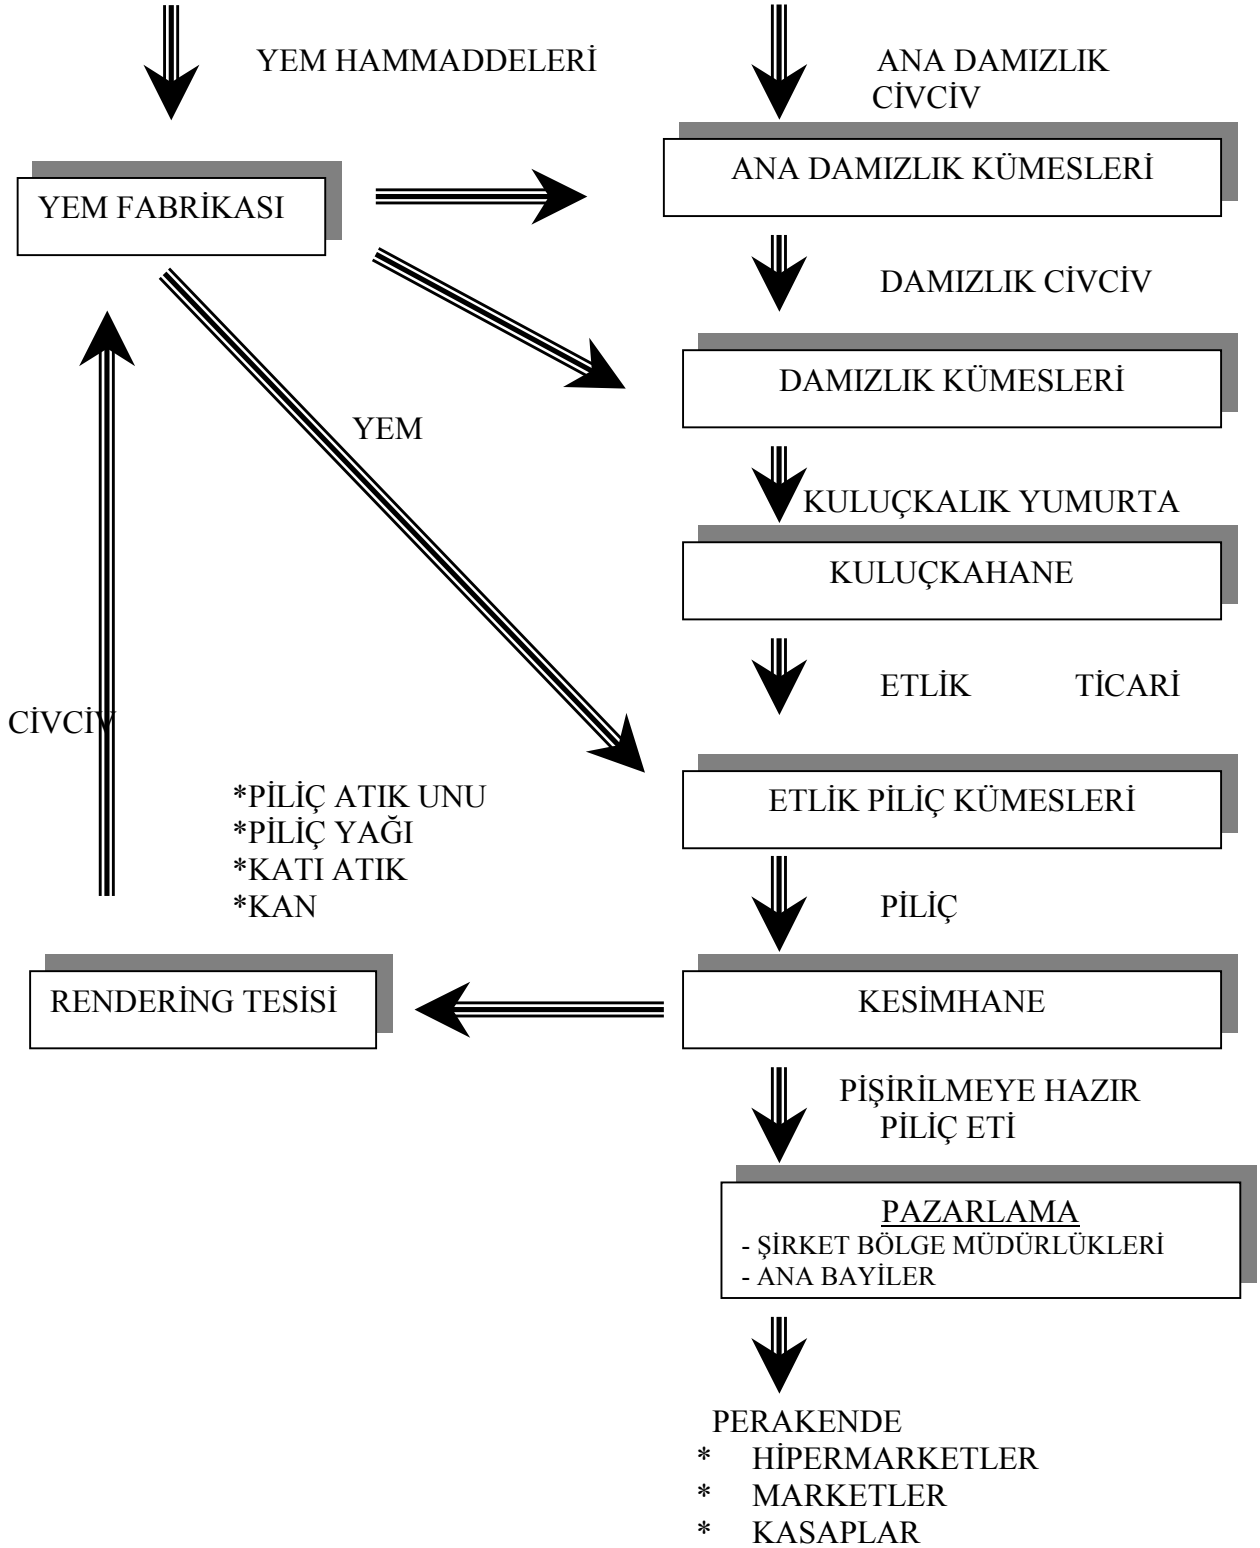 YEM HAMMADDELERİ
ANA DAMIZLIK
CİVCİV
ANA DAMIZLIK KÜMESLERİ
YEM FABRİKASI
DAMIZLIK CİVCİV
DAMIZLIK KÜMESLERİ
YEM
KULUÇKALIK YUMURTA
KULUÇKAHANE
ETLİK TİCARİ
CİVCİV
ETLİK PİLİÇ KÜMESLERİ
*PİLİÇ ATIK UNU
*PİLİÇ YAĞI
*KATI ATIK
*KAN
PİLİÇ
RENDERİNG TESİSİ
KESİMHANE
PİŞİRİLMEYE HAZIR
PİLİÇ ETİ
PAZARLAMA
- ŞİRKET BÖLGE MÜDÜRLÜKLERİ
- ANA BAYİLER
PERAKENDE
* HİPERMARKETLER
* MARKETLER
* KASAPLAR